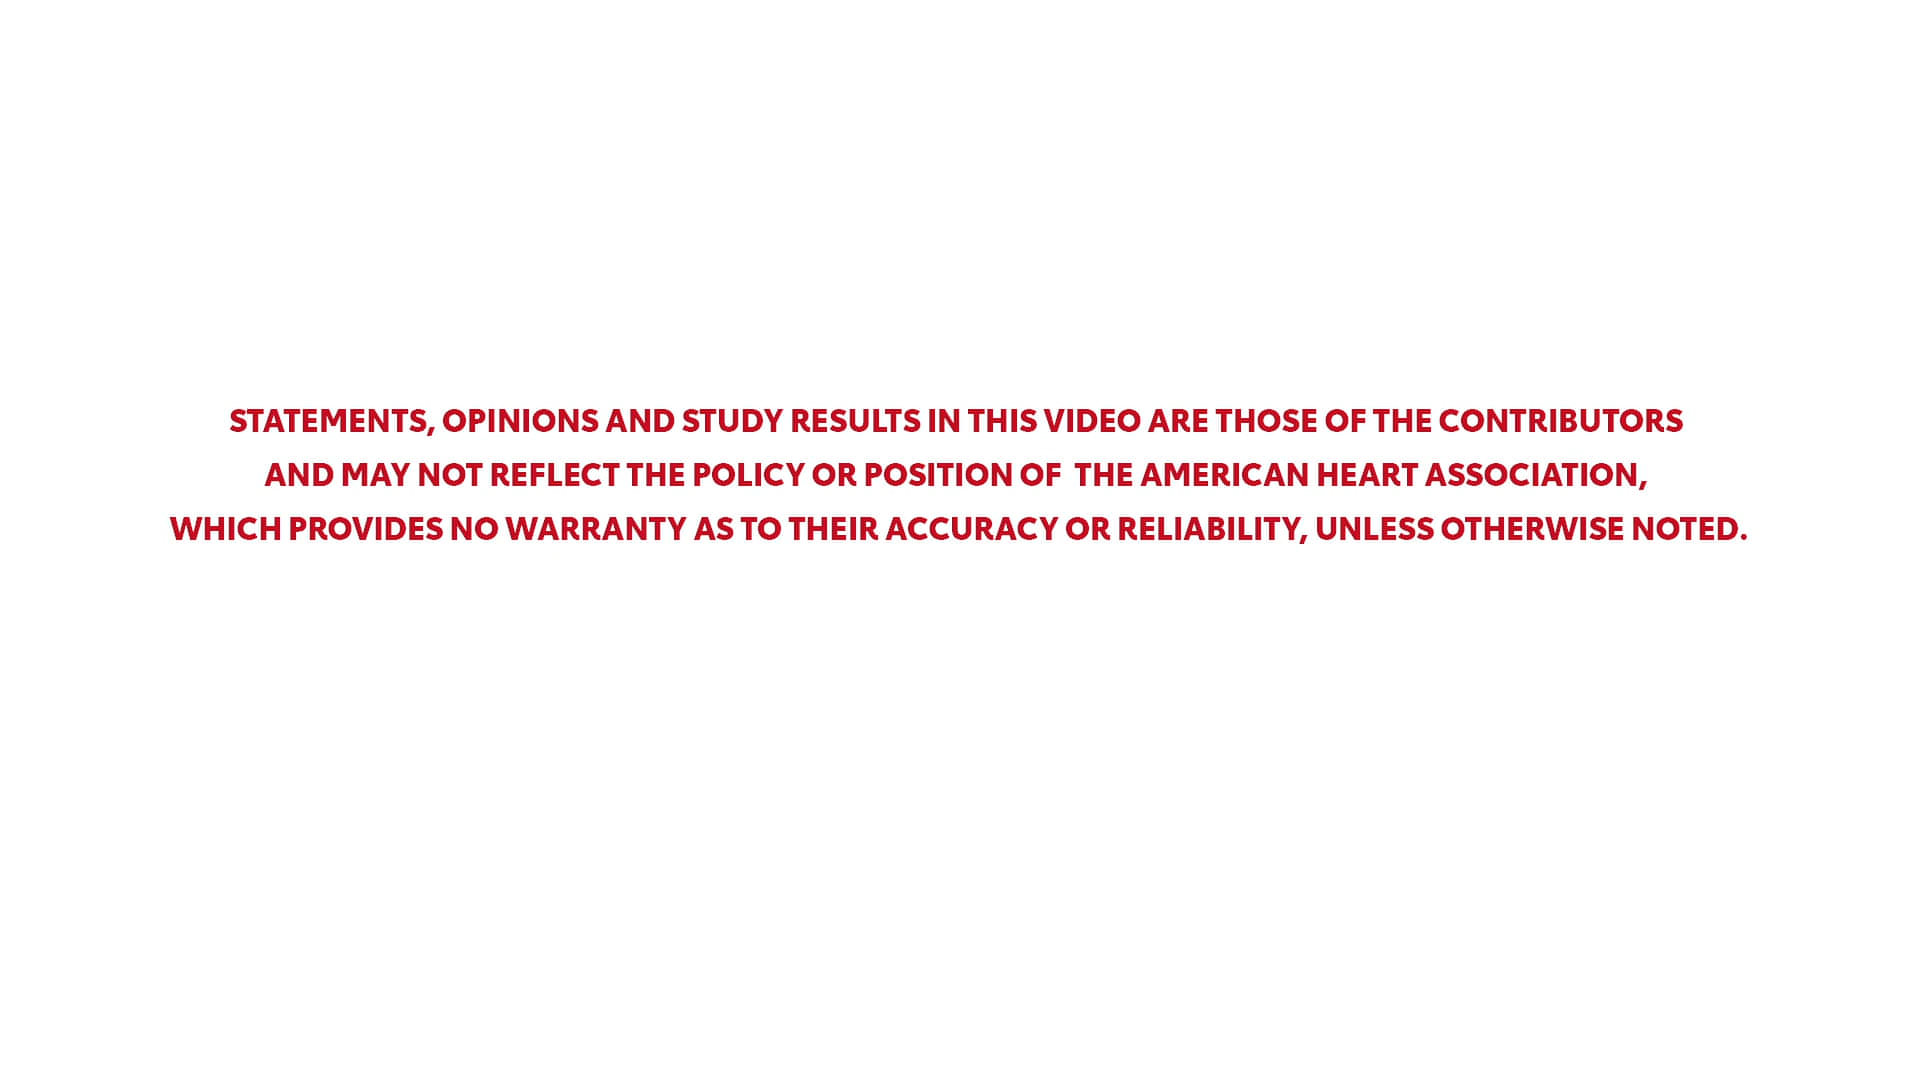 STATEMENTS, OPINIONS AND STUDY RESULTS IN THIS VIDEO ARE THOSE OF THE CONTRIBUTORS
AND MAY NOT REFLECT THE POLICY OR POSITION OF  THE AMERICAN HEART ASSOCIATION,
WHICH PROVIDES NO WARRANTY AS TO THEIR ACCURACY OR RELIABILITY, UNLESS OTHERWISE NOTED.